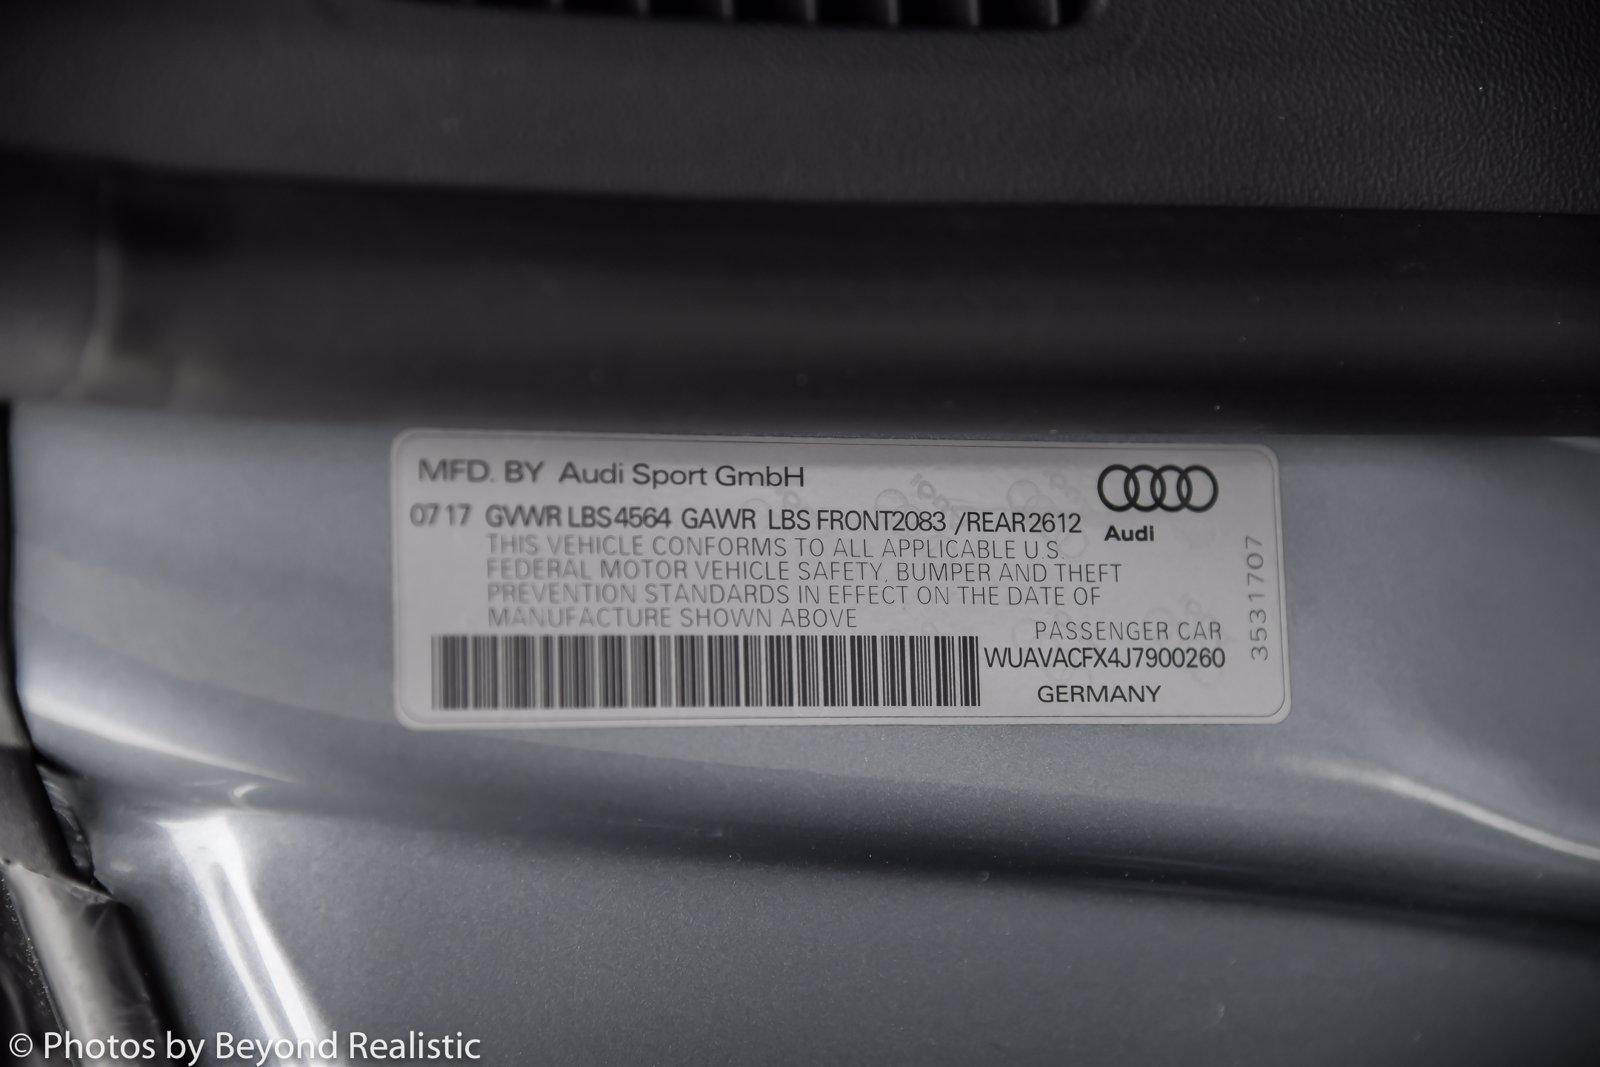 MFD. BY Audi Sport GmbH
07 17 GVWR LBS 4564 GAWR LBS FRONT 2083 /REAR 2612
Audi
THIS VEHICLE CONFORMS TO ALL APPLICABLE U.S.
FEDERAL MOTOR VEHICLE SAFETY, BUMPER AND THEFT
PREVENTION STANDARDS IN EFFECT ON THE DATE OF
MANUFACTURE SHOWN ABOVE
PASSENGER CAR
WUAVACFX4J7900260
GERMANY
3531707
© Photos by Beyond Realistic